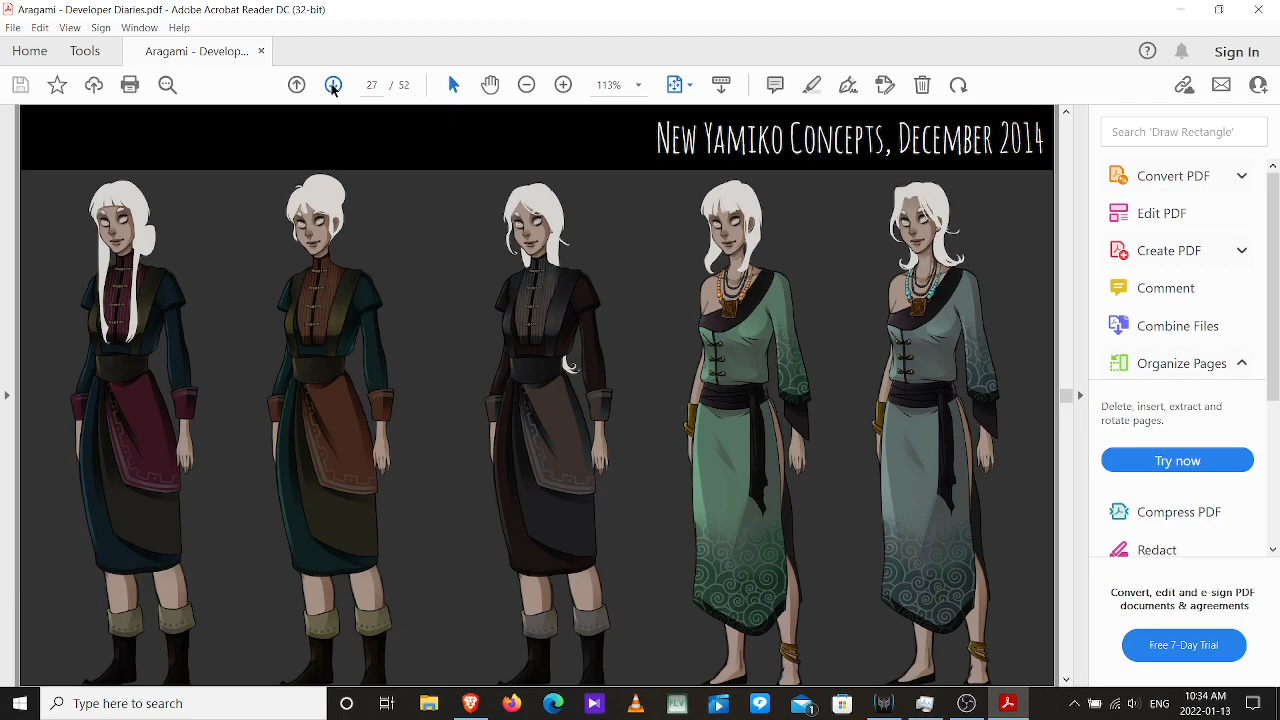 Aragami - Developer Diaries.pdf - Adobe Acrobat Reader DC (32-bit)
File Edit View Sign Window Help
Home Tools Aragami - Develop... × Sign In
27 / 52 113%
New Yamiko Concepts, December 2014
Search 'Draw Rectangle'
Convert PDF
Edit PDF
Create PDF
Comment
Combine Files
Organize Pages
Delete, insert, extract and
rotate pages.
Try now
Compress PDF
Redact
Convert, edit and e-sign PDF
documents & agreements
Free 7-Day Trial
Type here to search
FLV
1
ENG
10:34 AM
2022-01-13